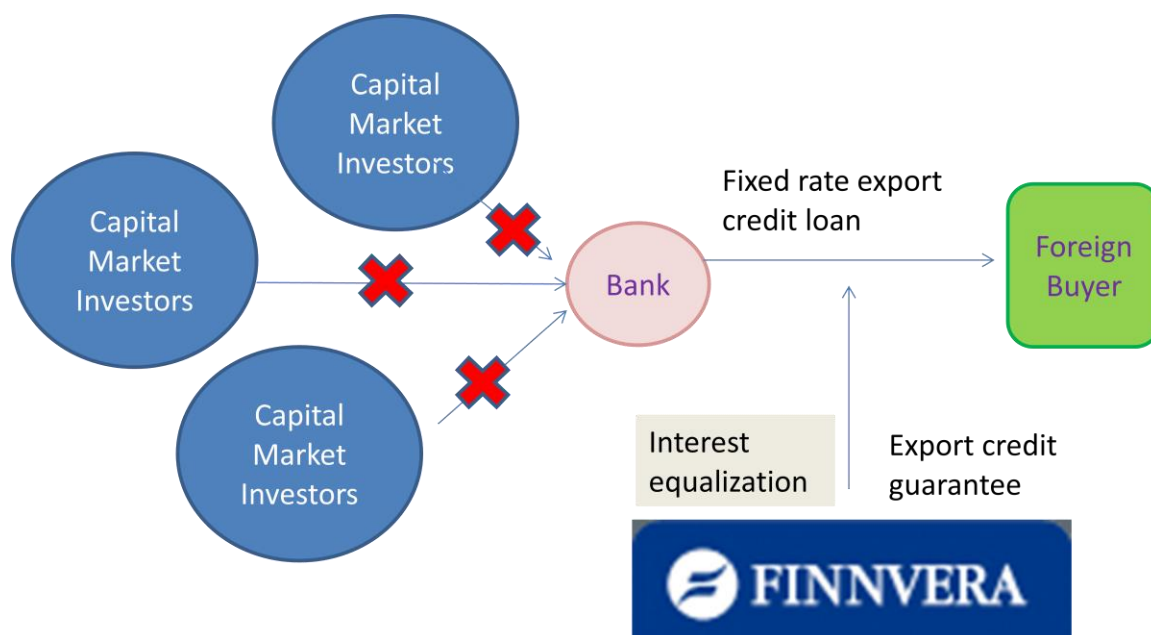 Capital
Market
Investors
Capital
Market
Investors
Capital
Market
Investors
Bank
Fixed rate export
credit loan
Foreign
Buyer
Interest
equalization
Export credit
guarantee
FINNVERA